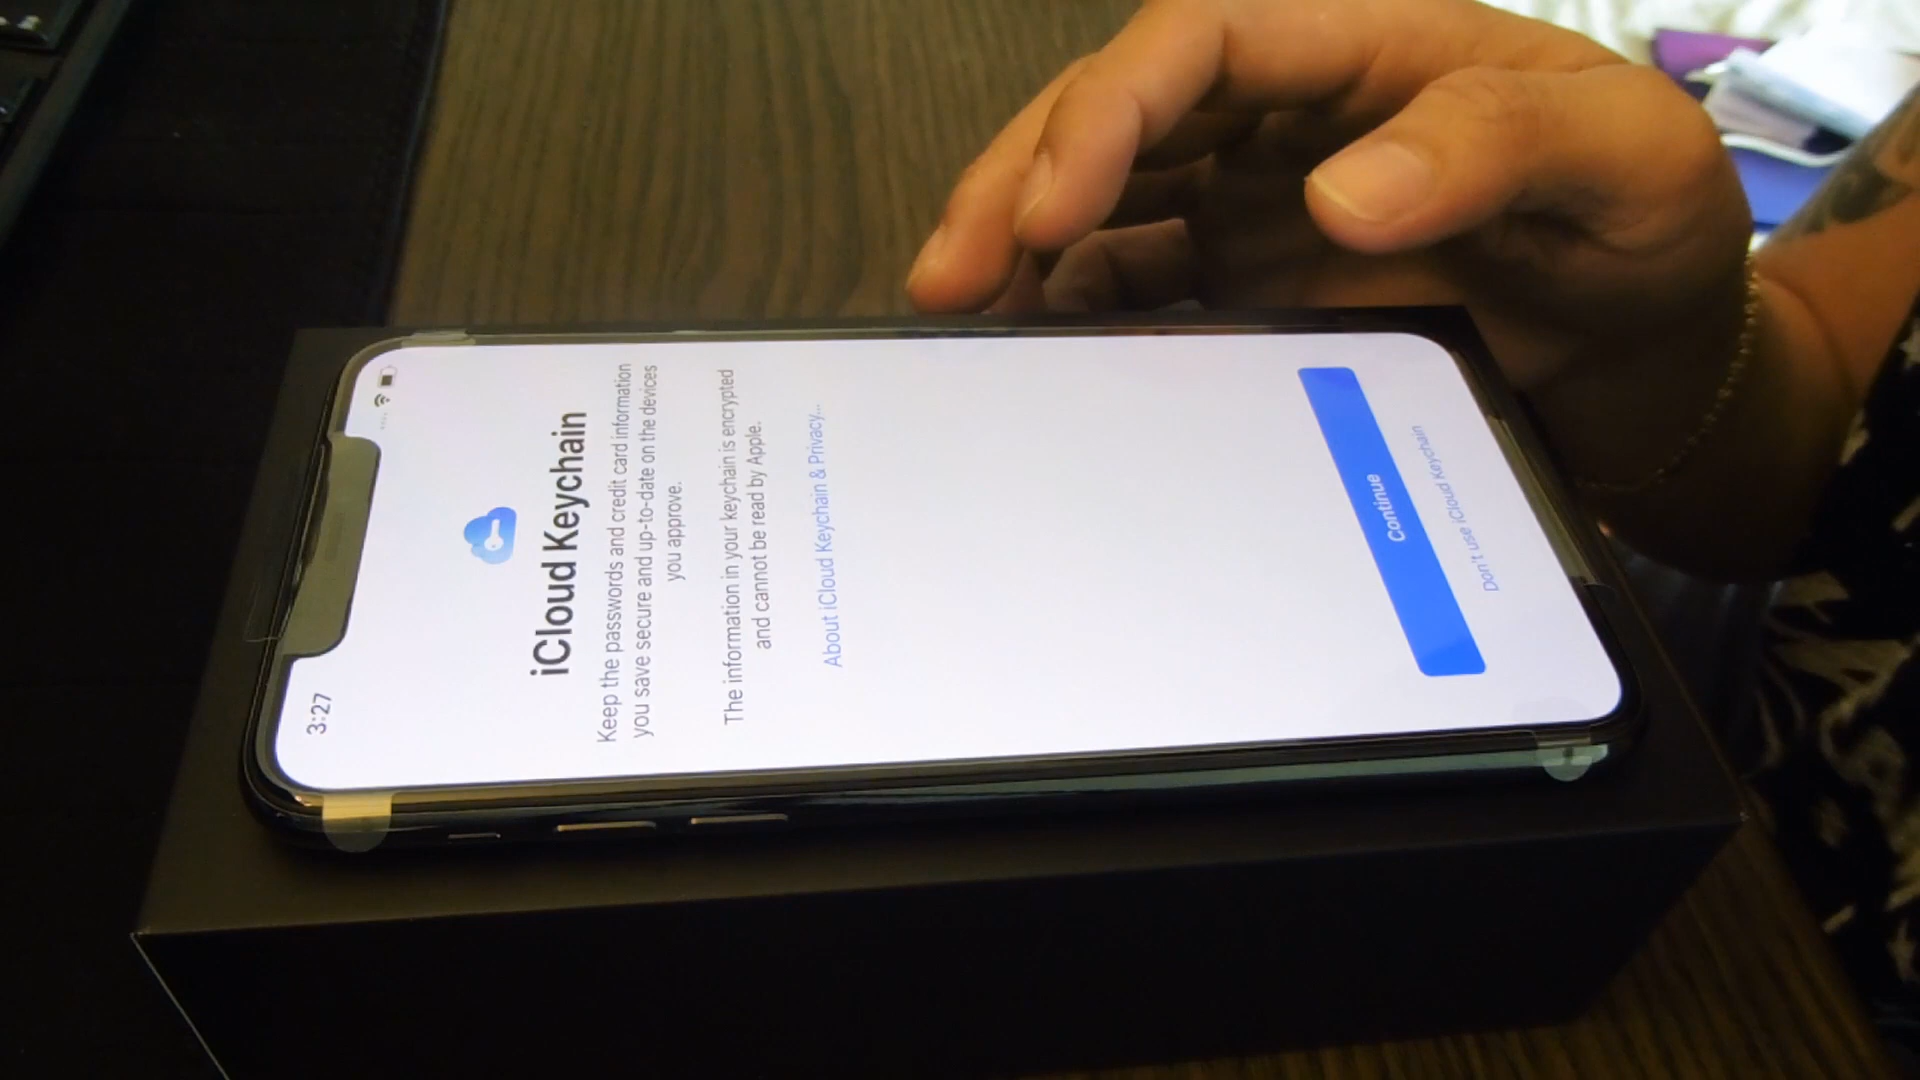 3:27
iCloud Keychain
Keep the passwords and credit card information
you save secure and up-to-date on the devices
you approve.
The information in your keychain is encrypted
and cannot be read by Apple.
About iCloud Keychain & Privacy...
Continue
Don't use iCloud Keychain